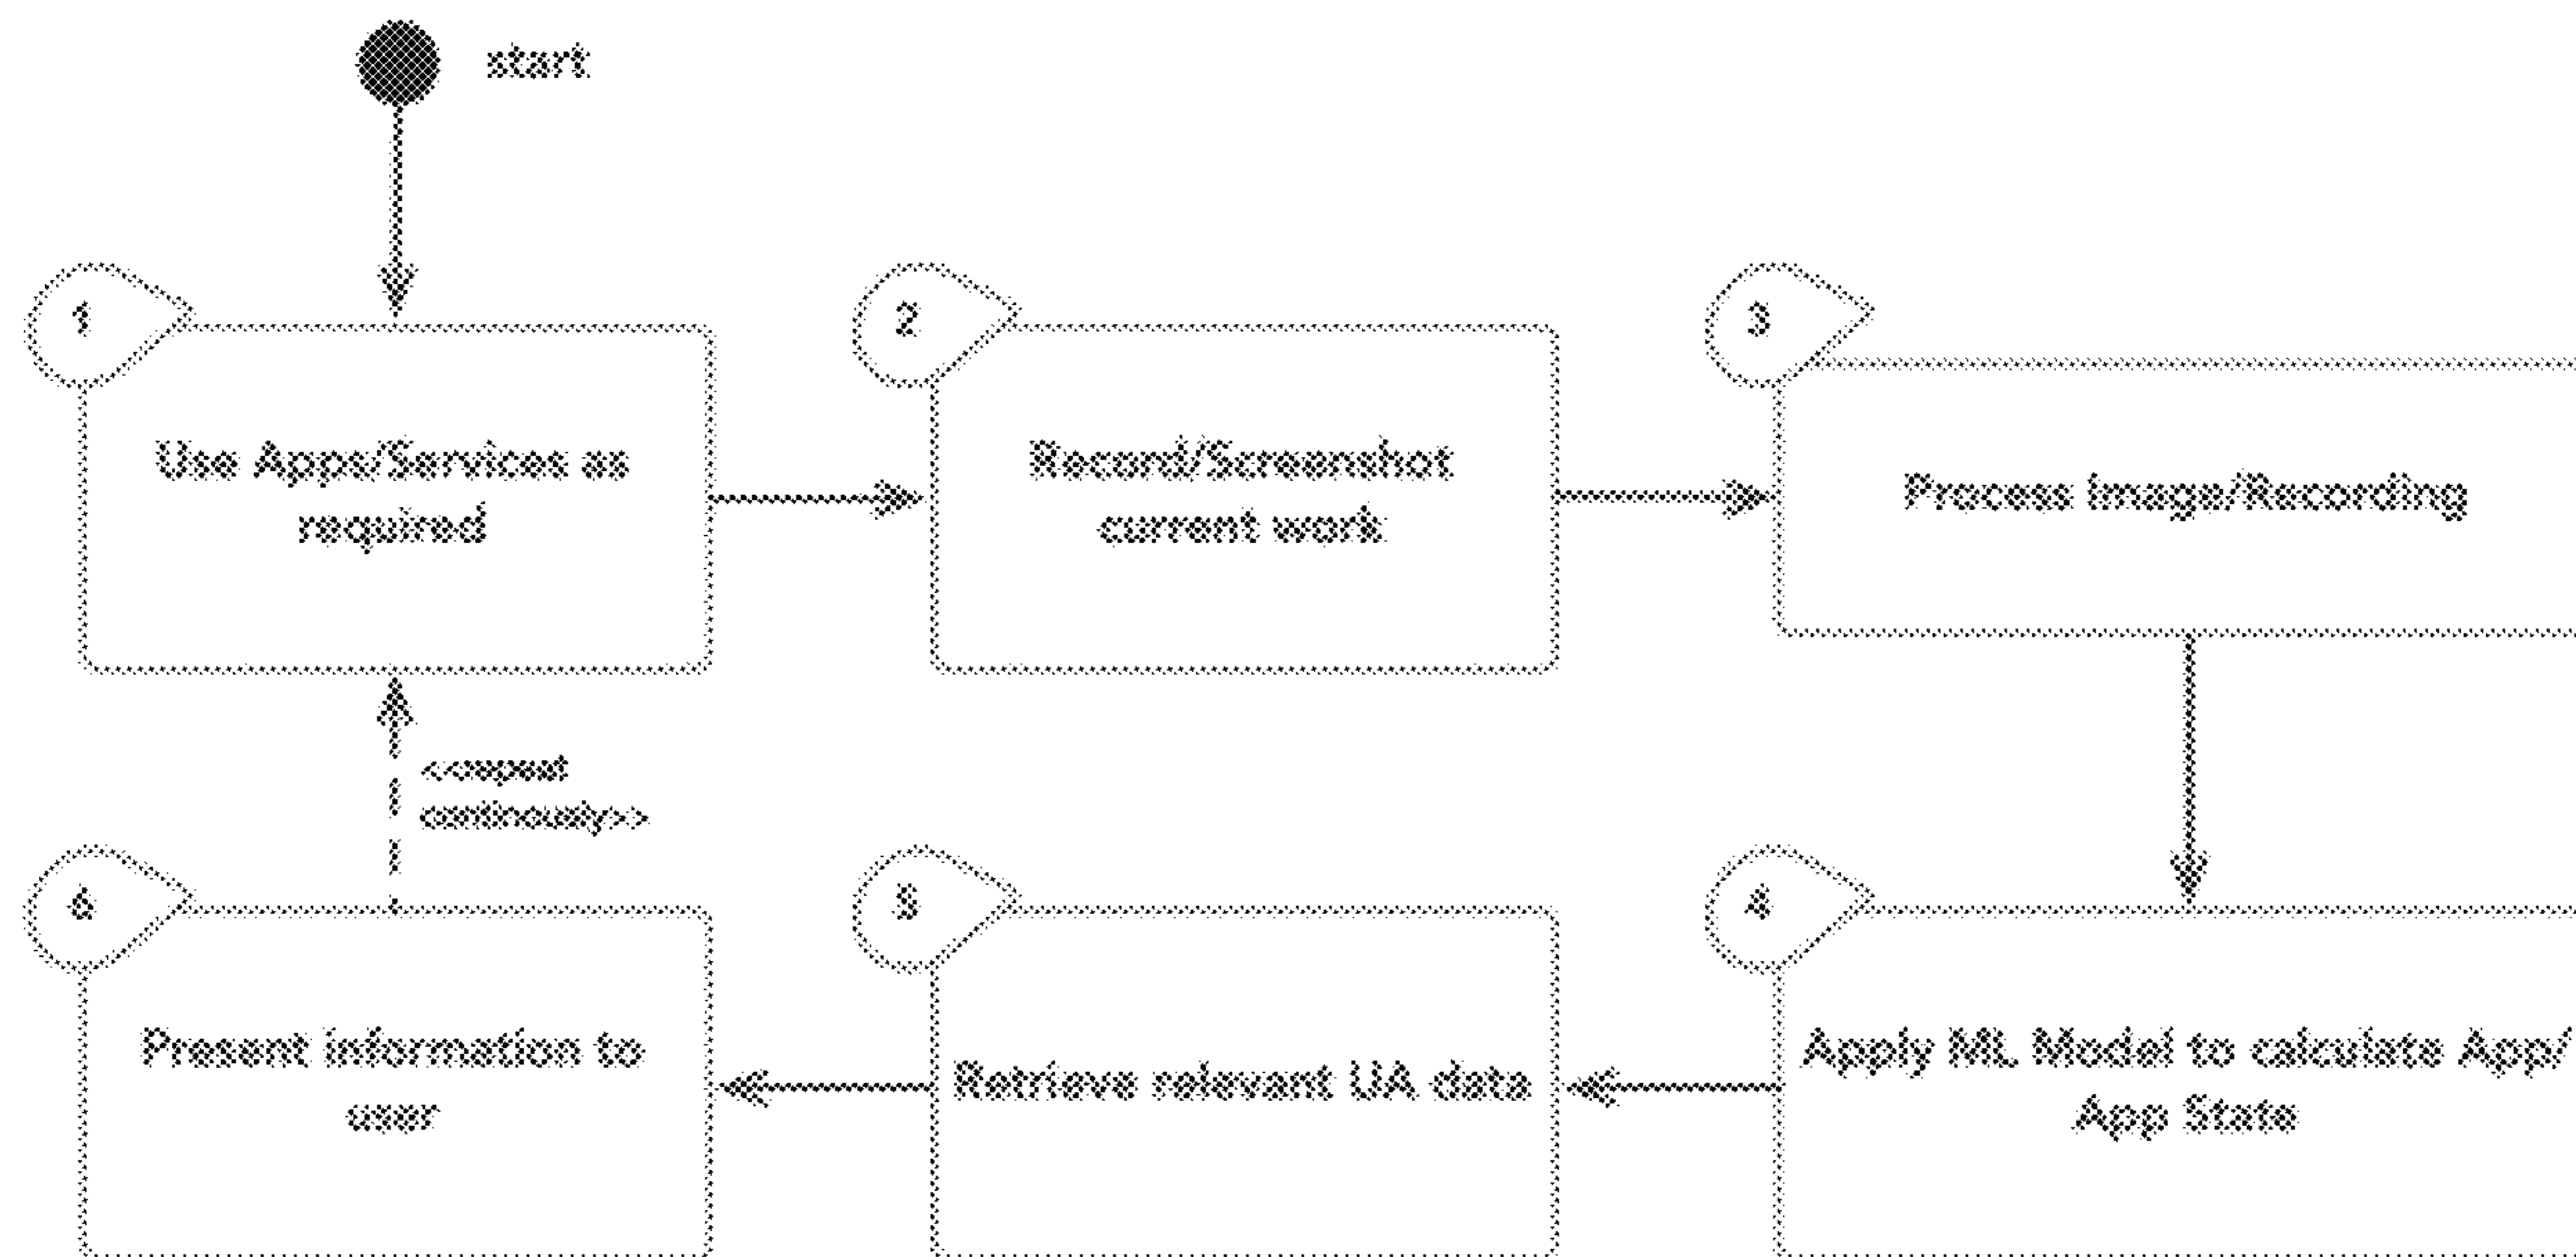 start
1
2
3
Use Apps/Services as
required
Record/Screenshot
current work
Process Image/Recording
<<repeat
continously>>
6
5
4
Present information to
user
Retrieve relevant UA data
Apply ML Model to calculate App/
App State